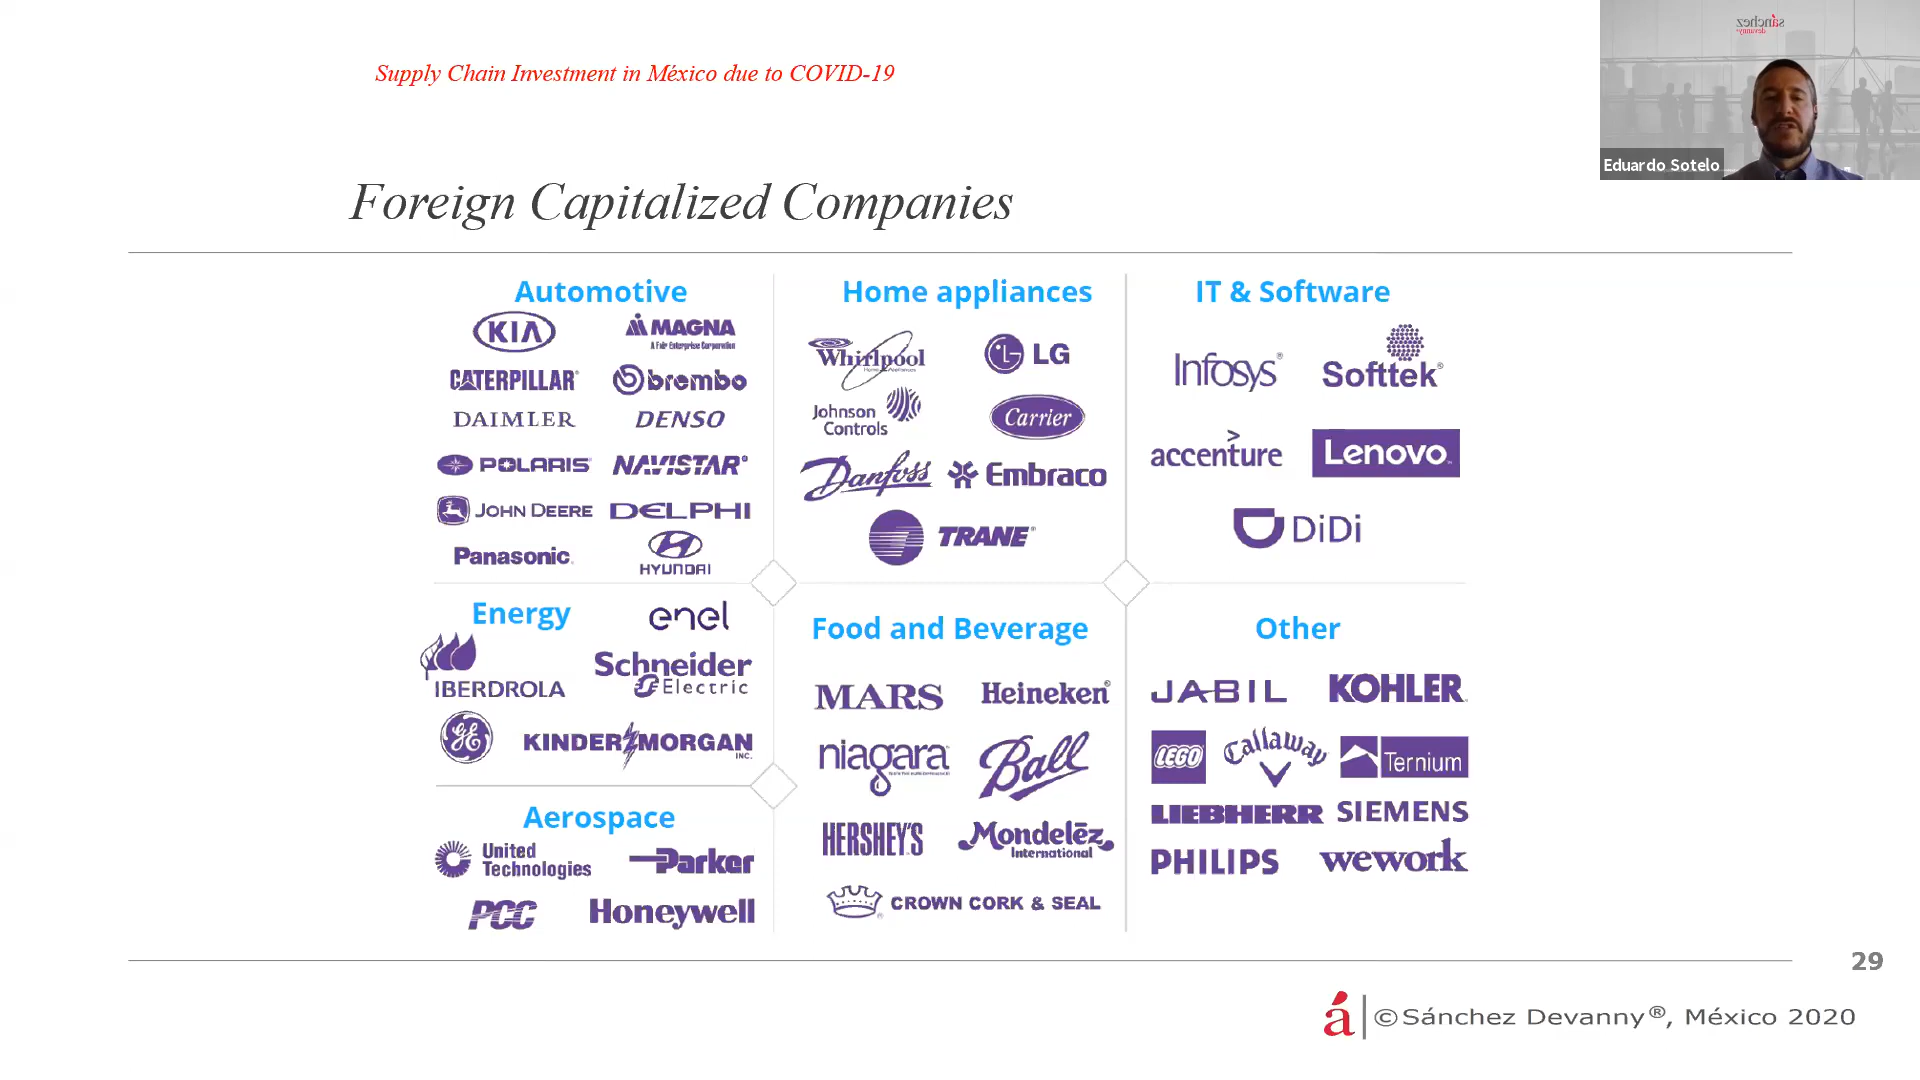 Supply Chain Investment in México due to COVID-19
Eduardo Sotelo
Foreign Capitalized Companies
Automotive
KIA
MAGNA
CATERPILLAR
brembo
DAIMLER
DENSO
POLARIS
NAVISTAR®
JOHN DEERE
DELPHI
Panasonic
HYUNDAI
Home appliances
Whirlpool
Home Appliances
LG
Johnson
Controls
Carrier
Danfoss
Embraco
TRANE®
IT & Software
Infosys®
Softtek®
accenture
Lenovo
DiDi
Energy
enel
IBERDROLA
Schneider
Electric
GE
KINDER MORGAN
INC.
Food and Beverage
MARS
Heineken®
niagara
Ball
HERSHEY'S
Mondelēz
International
CROWN CORK & SEAL
Other
JABIL
KOHLER
LEGO
Callaway
Ternium
LIEBHERR
SIEMENS
PHILIPS
wework
Aerospace
United
Technologies
Parker
PCC
Honeywell
29
á
©Sánchez Devanny®, México 2020